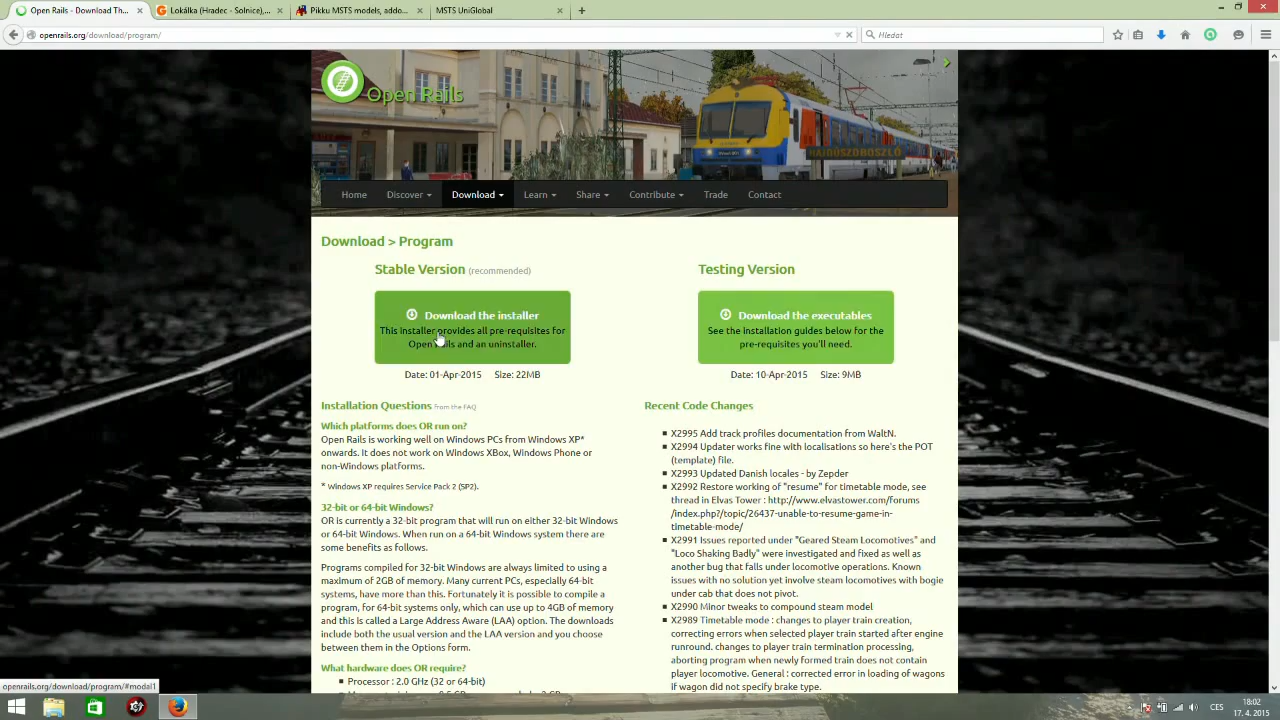 Open Rails - Download Th...
Lokálka (Hradec - Solnice),...
Pikku MSTS models, addo...
MSTS UniGlobal
openrails.org/download/program/
Hledat
Open Rails
HAJDÚSZOBOSZLÓ
Home
Discover
Download
Learn
Share
Contribute
Trade
Contact
Download > Program
Stable Version (recommended)
Download the installer
This installer provides all pre-requisites for
Open Rails and an uninstaller.
Date: 01-Apr-2015 Size: 22MB
Testing Version
Download the executables
See the installation guides below for the
pre-requisites you'll need.
Date: 10-Apr-2015 Size: 9MB
Installation Questions from the FAQ
Which platforms does OR run on?
Open Rails is working well on Windows PCs from Windows XP*
onwards. It does not work on Windows XBox, Windows Phone or
non-Windows platforms.
* Windows XP requires Service Pack 2 (SP2).
32-bit or 64-bit Windows?
OR is currently a 32-bit program that will run on either 32-bit Windows
or 64-bit Windows. When run on a 64-bit Windows system there are
some benefits as follows.
Programs compiled for 32-bit Windows are always limited to using a
maximum of 2GB of memory. Many current PCs, especially 64-bit
systems, have more than this. Fortunately it is possible to compile a
program, for 64-bit systems only, which can use up to 4GB of memory
and this is called a Large Address Aware (LAA) option. The downloads
include both the usual version and the LAA version and you choose
between them in the Options form.
What hardware does OR require?
Processor : 2.0 GHz (32 or 64-bit)
Recent Code Changes
X2995 Add track profiles documentation from WaltN.
X2994 Updater works fine with localisations so here's the POT
(template) file.
X2993 Updated Danish locales - by Zepder
X2992 Restore working of "resume" for timetable mode, see
thread in Elvas Tower : http://www.elvastower.com/forums
/index.php?/topic/26437-unable-to-resume-game-in-
timetable-mode/
X2991 Issues reported under "Geared Steam Locomotives" and
"Loco Shaking Badly" were investigated and fixed as well as
another bug that falls under locomotive operations. Known
issues with no solution yet involve steam locomotives with bogie
under cab that does not pivot.
X2990 Minor tweaks to compound steam model
X2989 Timetable mode : changes to player train creation,
correcting errors when selected player train started after engine
runround. changes to player train termination processing,
aborting program when newly formed train does not contain
player locomotive. General : corrected error in loading of wagons
if wagon did not specify brake type.
openrails.org/download/program/#modal1
CES
18:02
17. 4. 2015